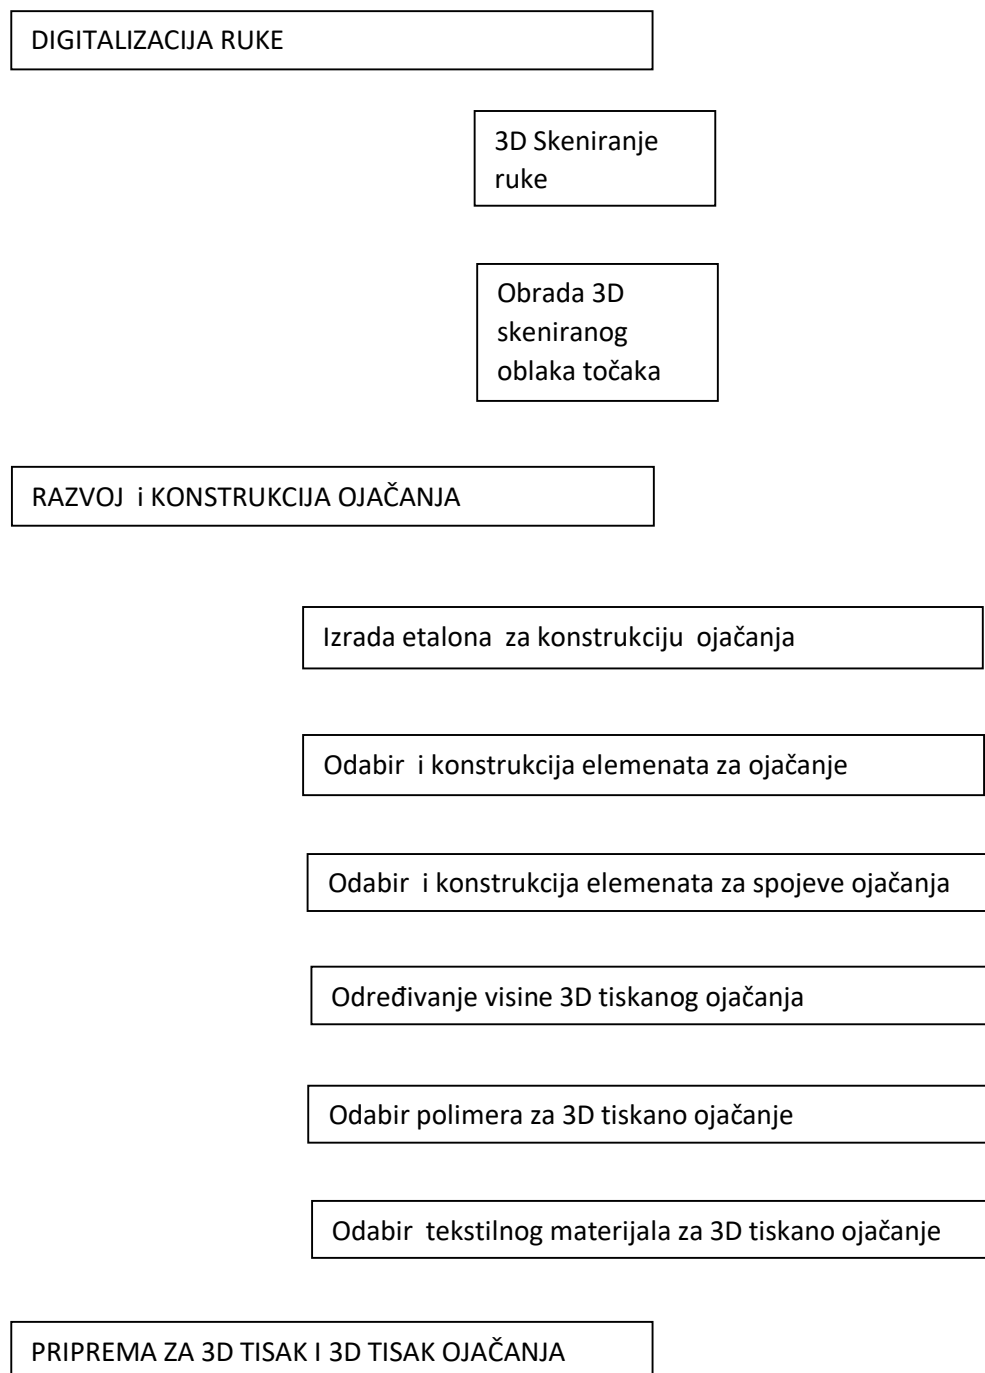 DIGITALIZACIJA RUKE
3D Skeniranje
ruke
Obrada 3D
skeniranog
oblaka točaka
RAZVOJ  i KONSTRUKCIJA OJAČANJA
Izrada etalona  za konstrukciju  ojačanja
Odabir  i konstrukcija elemenata za ojačanje
Odabir  i konstrukcija elemenata za spojeve ojačanja
Određivanje visine 3D tiskanog ojačanja
Odabir polimera za 3D tiskano ojačanje
Odabir  tekstilnog materijala za 3D tiskano ojačanje
PRIPREMA ZA 3D TISAK I 3D TISAK OJAČANJA